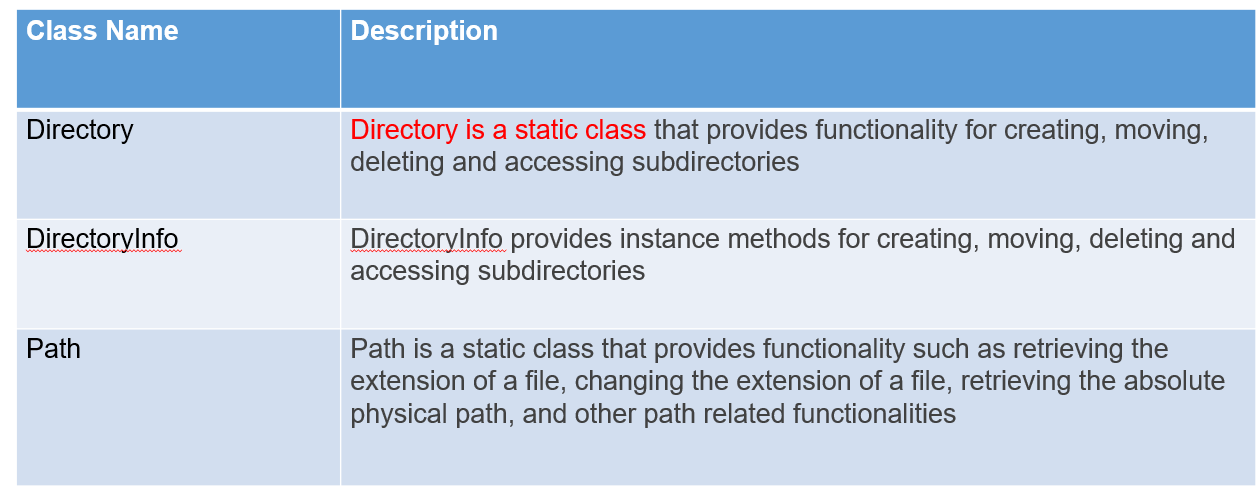 Class Name
Description
Directory
Directory is a static class that provides functionality for creating, moving,
deleting and accessing subdirectories
DirectoryInfo
DirectoryInfo provides instance methods for creating, moving, deleting and
accessing subdirectories
Path
Path is a static class that provides functionality such as retrieving the
extension of a file, changing the extension of a file, retrieving the absolute
physical path, and other path related functionalities